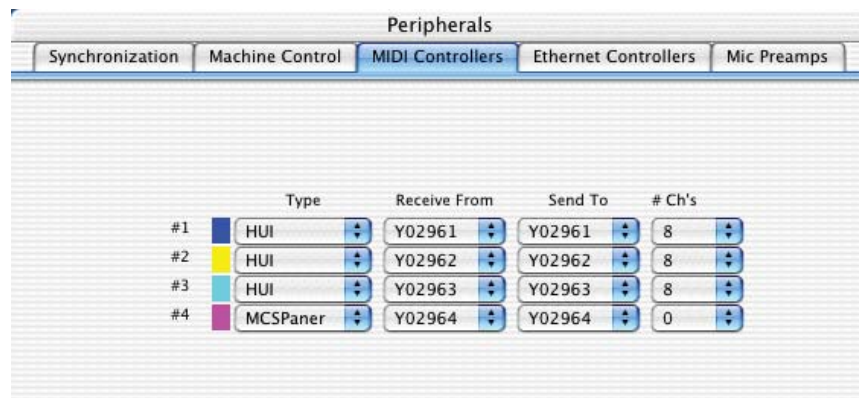 Peripherals
Synchronization Machine Control MIDI Controllers Ethernet Controllers Mic Preamps
Type Receive From Send To # Ch's
#1 HUI Y02961 Y02961 8
#2 HUI Y02962 Y02962 8
#3 HUI Y02963 Y02963 8
#4 MCSPaner Y02964 Y02964 0